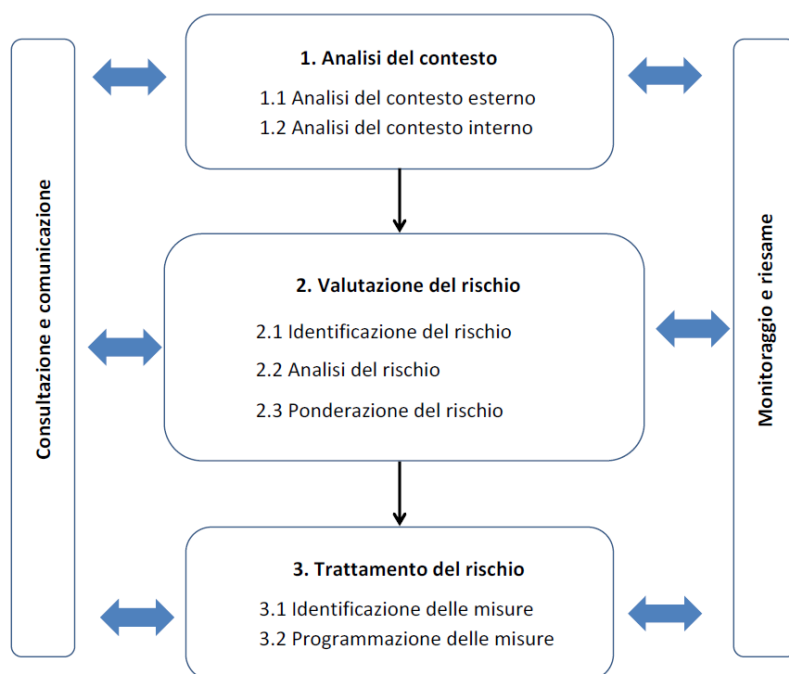 1. Analisi del contesto
1.1 Analisi del contesto esterno
1.2 Analisi del contesto interno
Consultazione e comunicazione
2. Valutazione del rischio
2.1 Identificazione del rischio
2.2 Analisi del rischio
2.3 Ponderazione del rischio
Monitoraggio e riesame
3. Trattamento del rischio
3.1 Identificazione delle misure
3.2 Programmazione delle misure